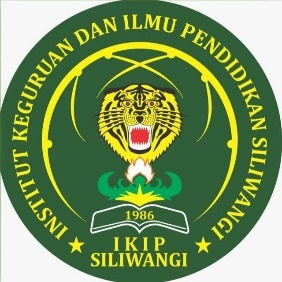 INSTITUT KEGURUAN DAN ILMU PENDIDIKAN SILIWANGI
1986
IKIP
SILIWANGI